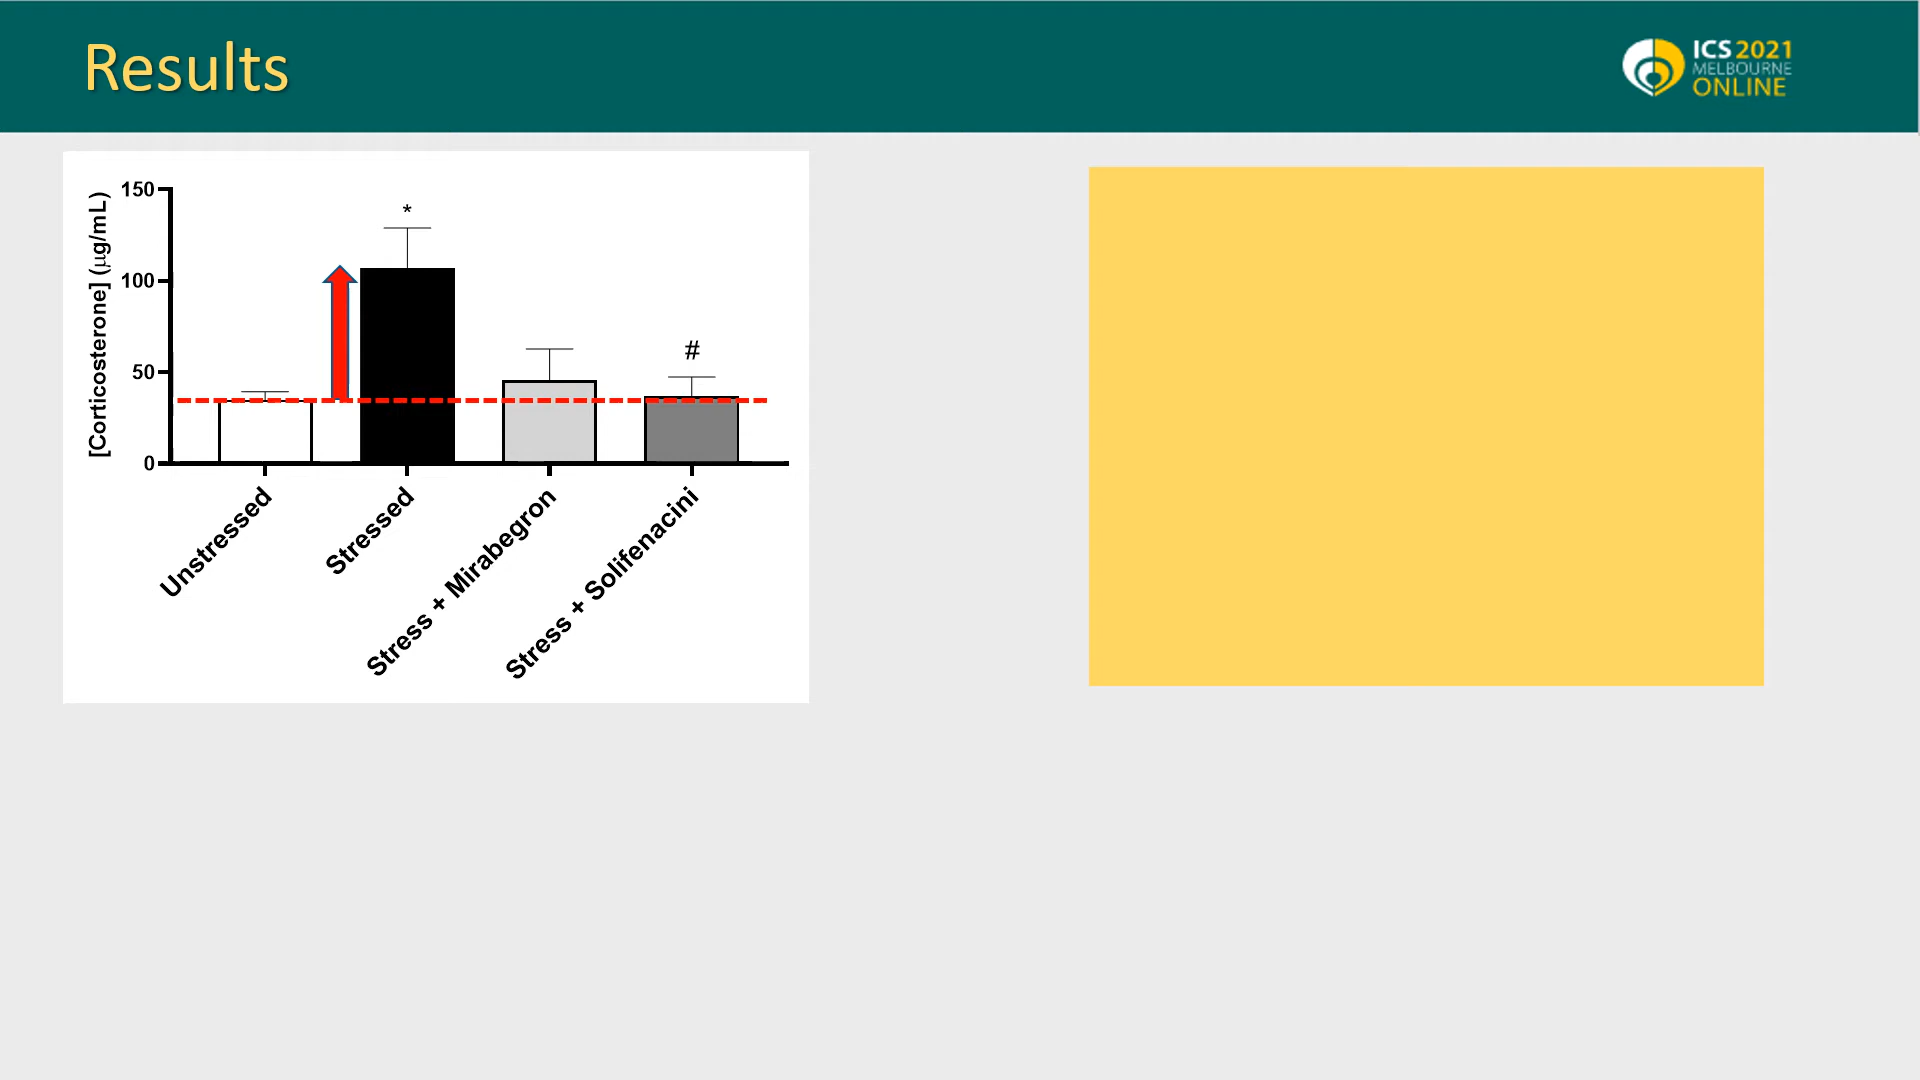 Results
ICS 2021
MELBOURNE
ONLINE
[Corticosterone] (μg/mL)
150
100
50
0
*
#
Unstressed
Stressed
Stress + Mirabegron
Stress + Solifenacini